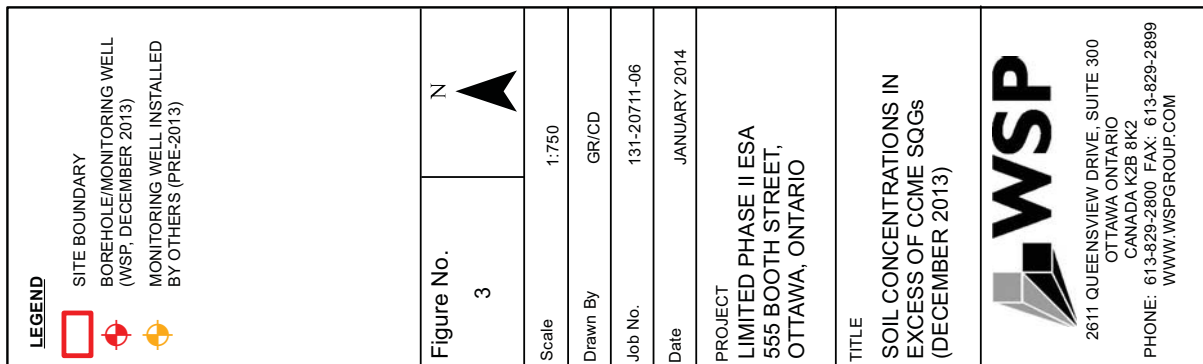 LEGEND
SITE BOUNDARY
BOREHOLE/MONITORING WELL
(WSP, DECEMBER 2013)
MONITORING WELL INSTALLED
BY OTHERS (PRE-2013)
Figure No.
3
N
Scale
1:750
Drawn By
GR/CD
Job No.
131-20711-06
Date
JANUARY 2014
PROJECT
LIMITED PHASE II ESA
555 BOOTH STREET,
OTTAWA, ONTARIO
TITLE
SOIL CONCENTRATIONS IN
EXCESS OF CCME SQGs
(DECEMBER 2013)
WSP
2611 QUEENSVIEW DRIVE, SUITE 300
OTTAWA ONTARIO
CANADA K2B 8K2
PHONE: 613-829-2800 FAX: 613-829-2899
WWW.WSPGROUP.COM